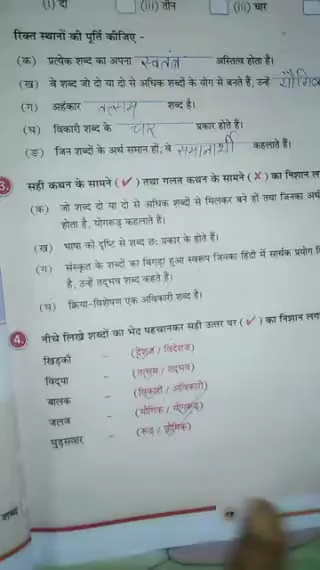 (i) दो (ii) तीन (iii) चार
रिक्त स्थानों की पूर्ति कीजिए -
(क) प्रत्येक शब्द का अपना स्वतंत्र अस्तित्व होता है।
(ख) वे शब्द जो दो या दो से अधिक शब्दों के योग से बनते हैं, उन्हें यौगिक
(ग) अहंकार तत्सम शब्द है।
(घ) विकारी शब्द के चार प्रकार होते हैं।
(ङ) जिन शब्दों के अर्थ समान हों, वे समानार्थी कहलाते हैं।
3. सही कथन के सामने (✓) तथा गलत कथन के सामने (✗) का निशान ल
(क) जो शब्द दो या दो से अधिक शब्दों से मिलकर बने हों तथा जिनका अर्थ
होता है, योगरूढ़ कहलाते हैं।
(ख) भाषा की दृष्टि से शब्द छः प्रकार के होते हैं।
(ग) संस्कृत के शब्दों का बिगड़ा हुआ स्वरूप जिनका हिंदी में सार्थक प्रयोग
है, उन्हें तद्भव शब्द कहते हैं।
(घ) क्रिया-विशेषण एक अविकारी शब्द है।
4. नीचे लिखे शब्दों का भेद पहचानकर सही उत्तर पर (✓) का निशान लगा
खिड़की - (देशज / विदेशज)
विद्या - (तत्सम / तद्भव)
बालक - (विकारी / अविकारी)
जलज - (यौगिक / योगरूढ़)
घुड़सवार - (रूढ़ / यौगिक)
शब्द